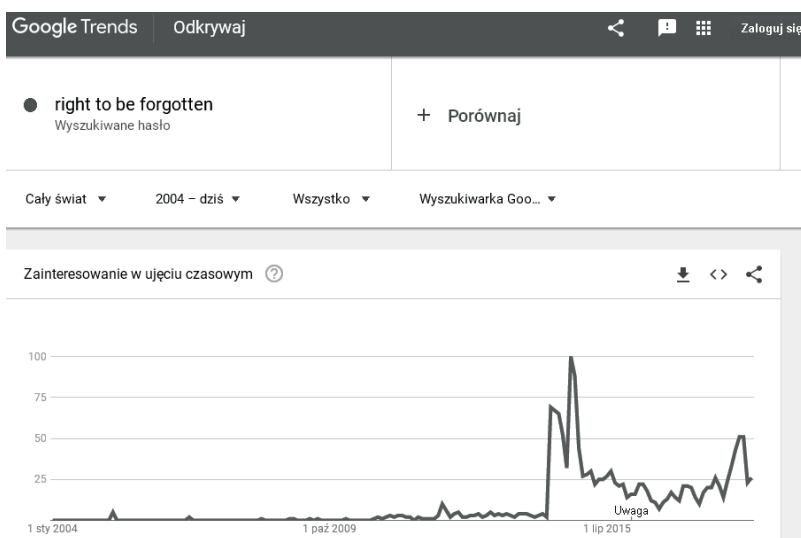 Google Trends Odkrywaj Zaloguj się
right to be forgotten
Wyszukiwane hasło
+ Porównaj
Cały świat 2004 – dziś Wszystko Wyszukiwarka Goo...
Zainteresowanie w ujęciu czasowym
100
75
50
25
Uwaga
1 sty 2004 1 paź 2009 1 lip 2015